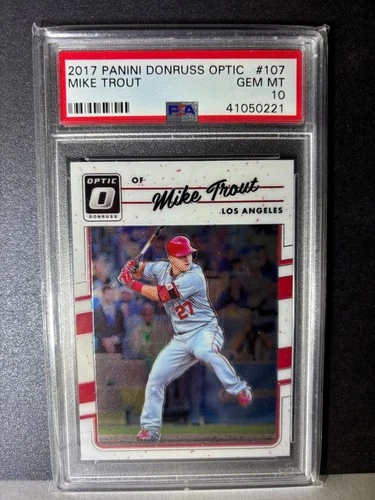 2017 PANINI DONRUSS OPTIC #107
MIKE TROUT GEM MT
10
PSA 41050221
OPTIC OF Mike Trout
O
DONRUSS LOS ANGELES
27